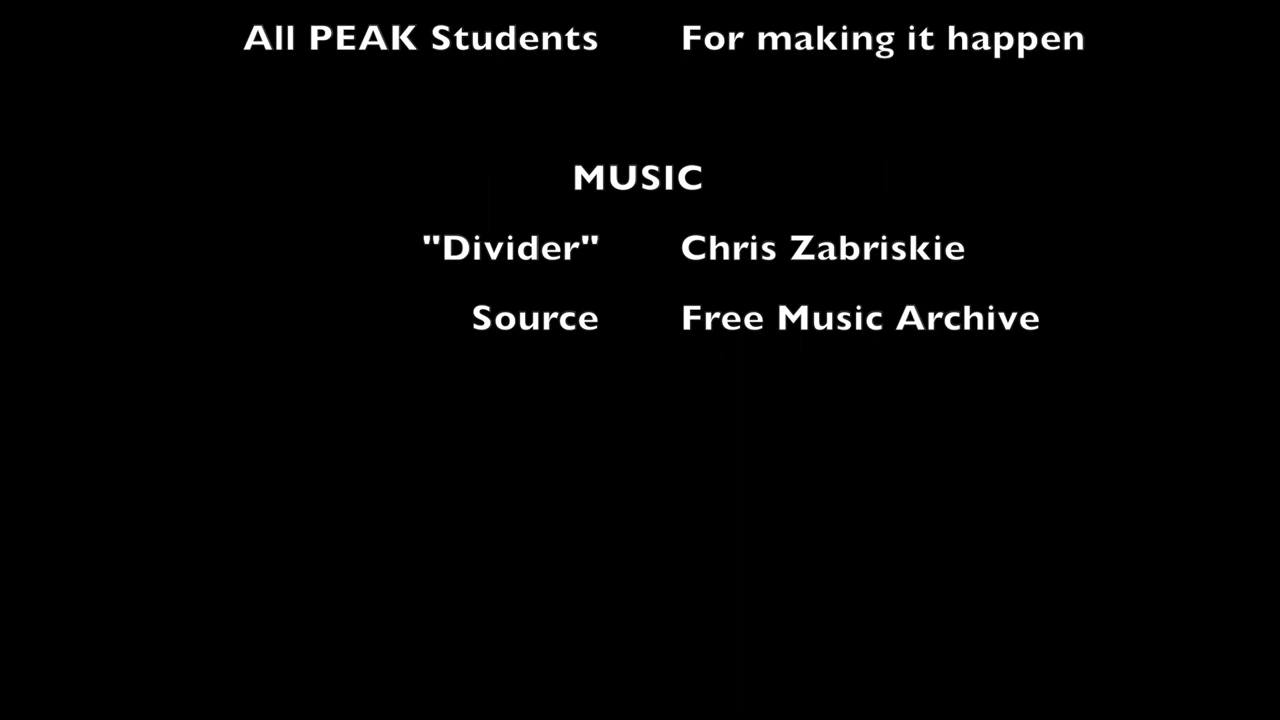 All PEAK Students For making it happen
MUSIC
"Divider" Chris Zabriskie
Source Free Music Archive